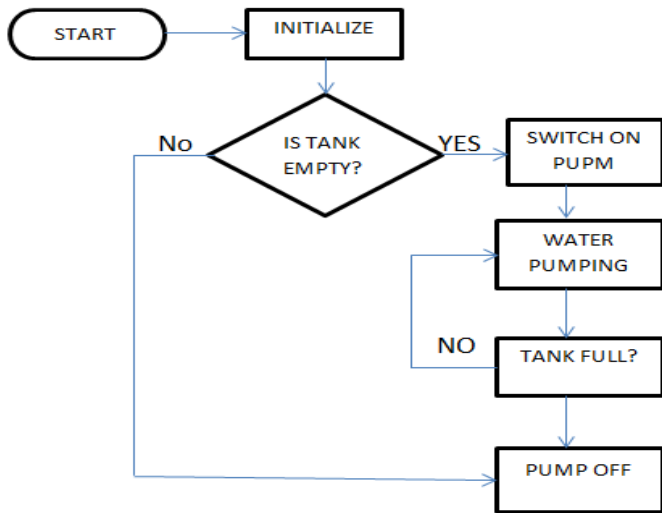 START
INITIALIZE
IS TANK
EMPTY?
No
YES
SWITCH ON
PUPM
WATER
PUMPING
NO
TANK FULL?
PUMP OFF